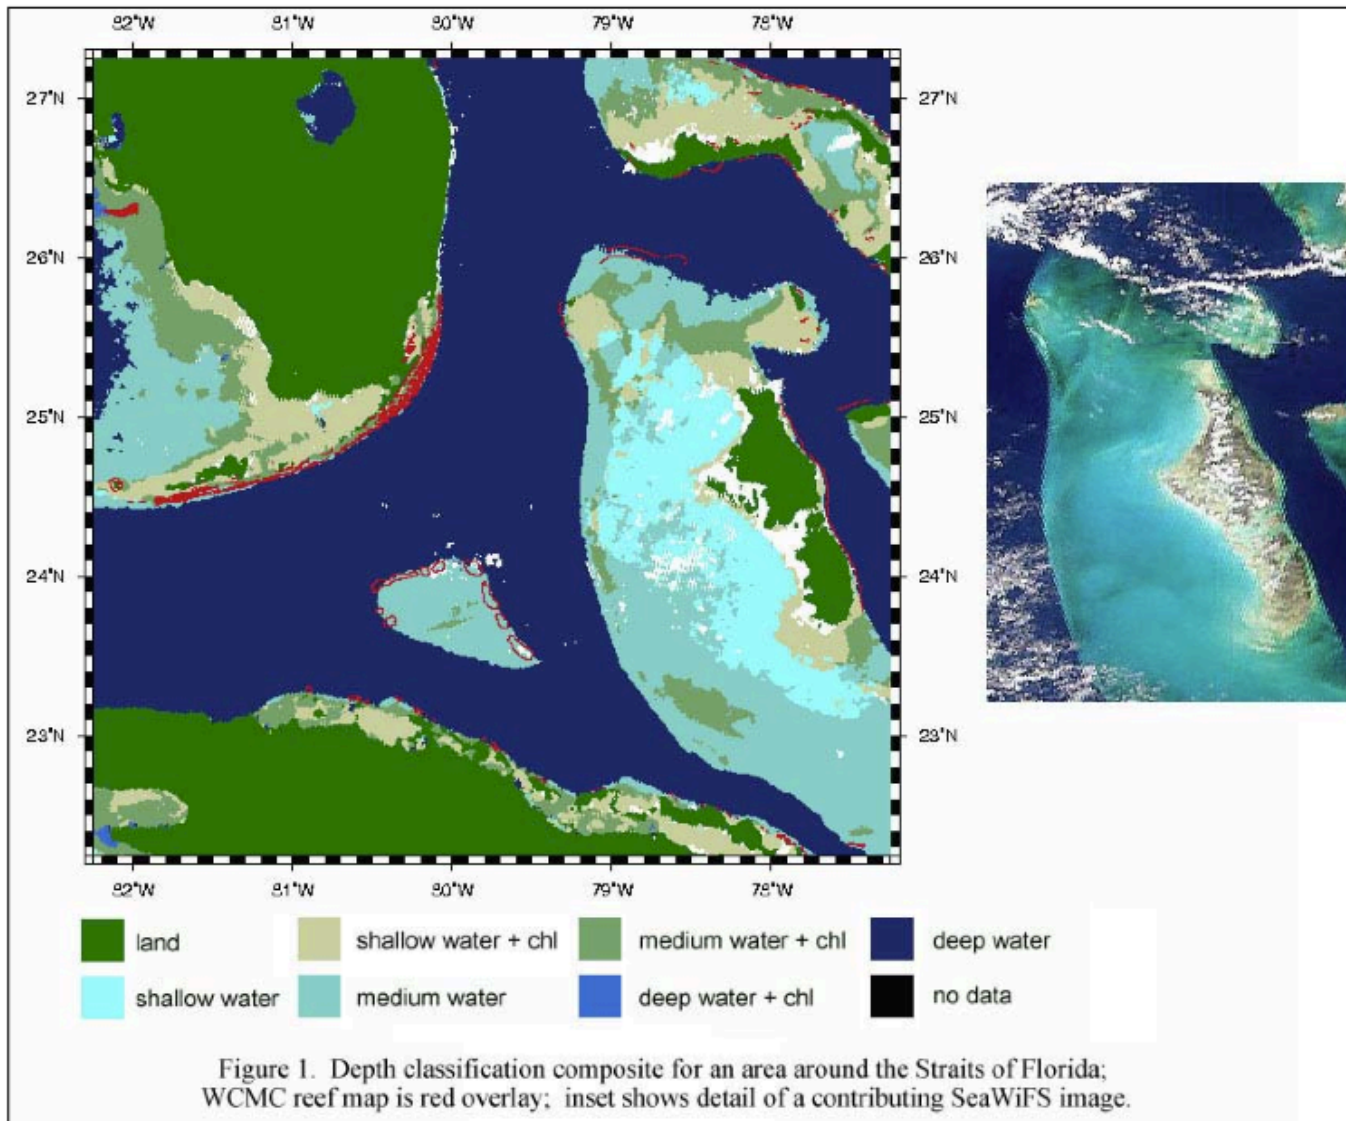 82°W 81°W 80°W 79°W 78°W
27°N 27°N
26°N 26°N
25°N 25°N
24°N 24°N
23°N 23°N
82°W 81°W 80°W 79°W 78°W
land shallow water + chl medium water + chl deep water
shallow water medium water deep water + chl no data
Figure 1. Depth classification composite for an area around the Straits of Florida;
WCMC reef map is red overlay; inset shows detail of a contributing SeaWiFS image.